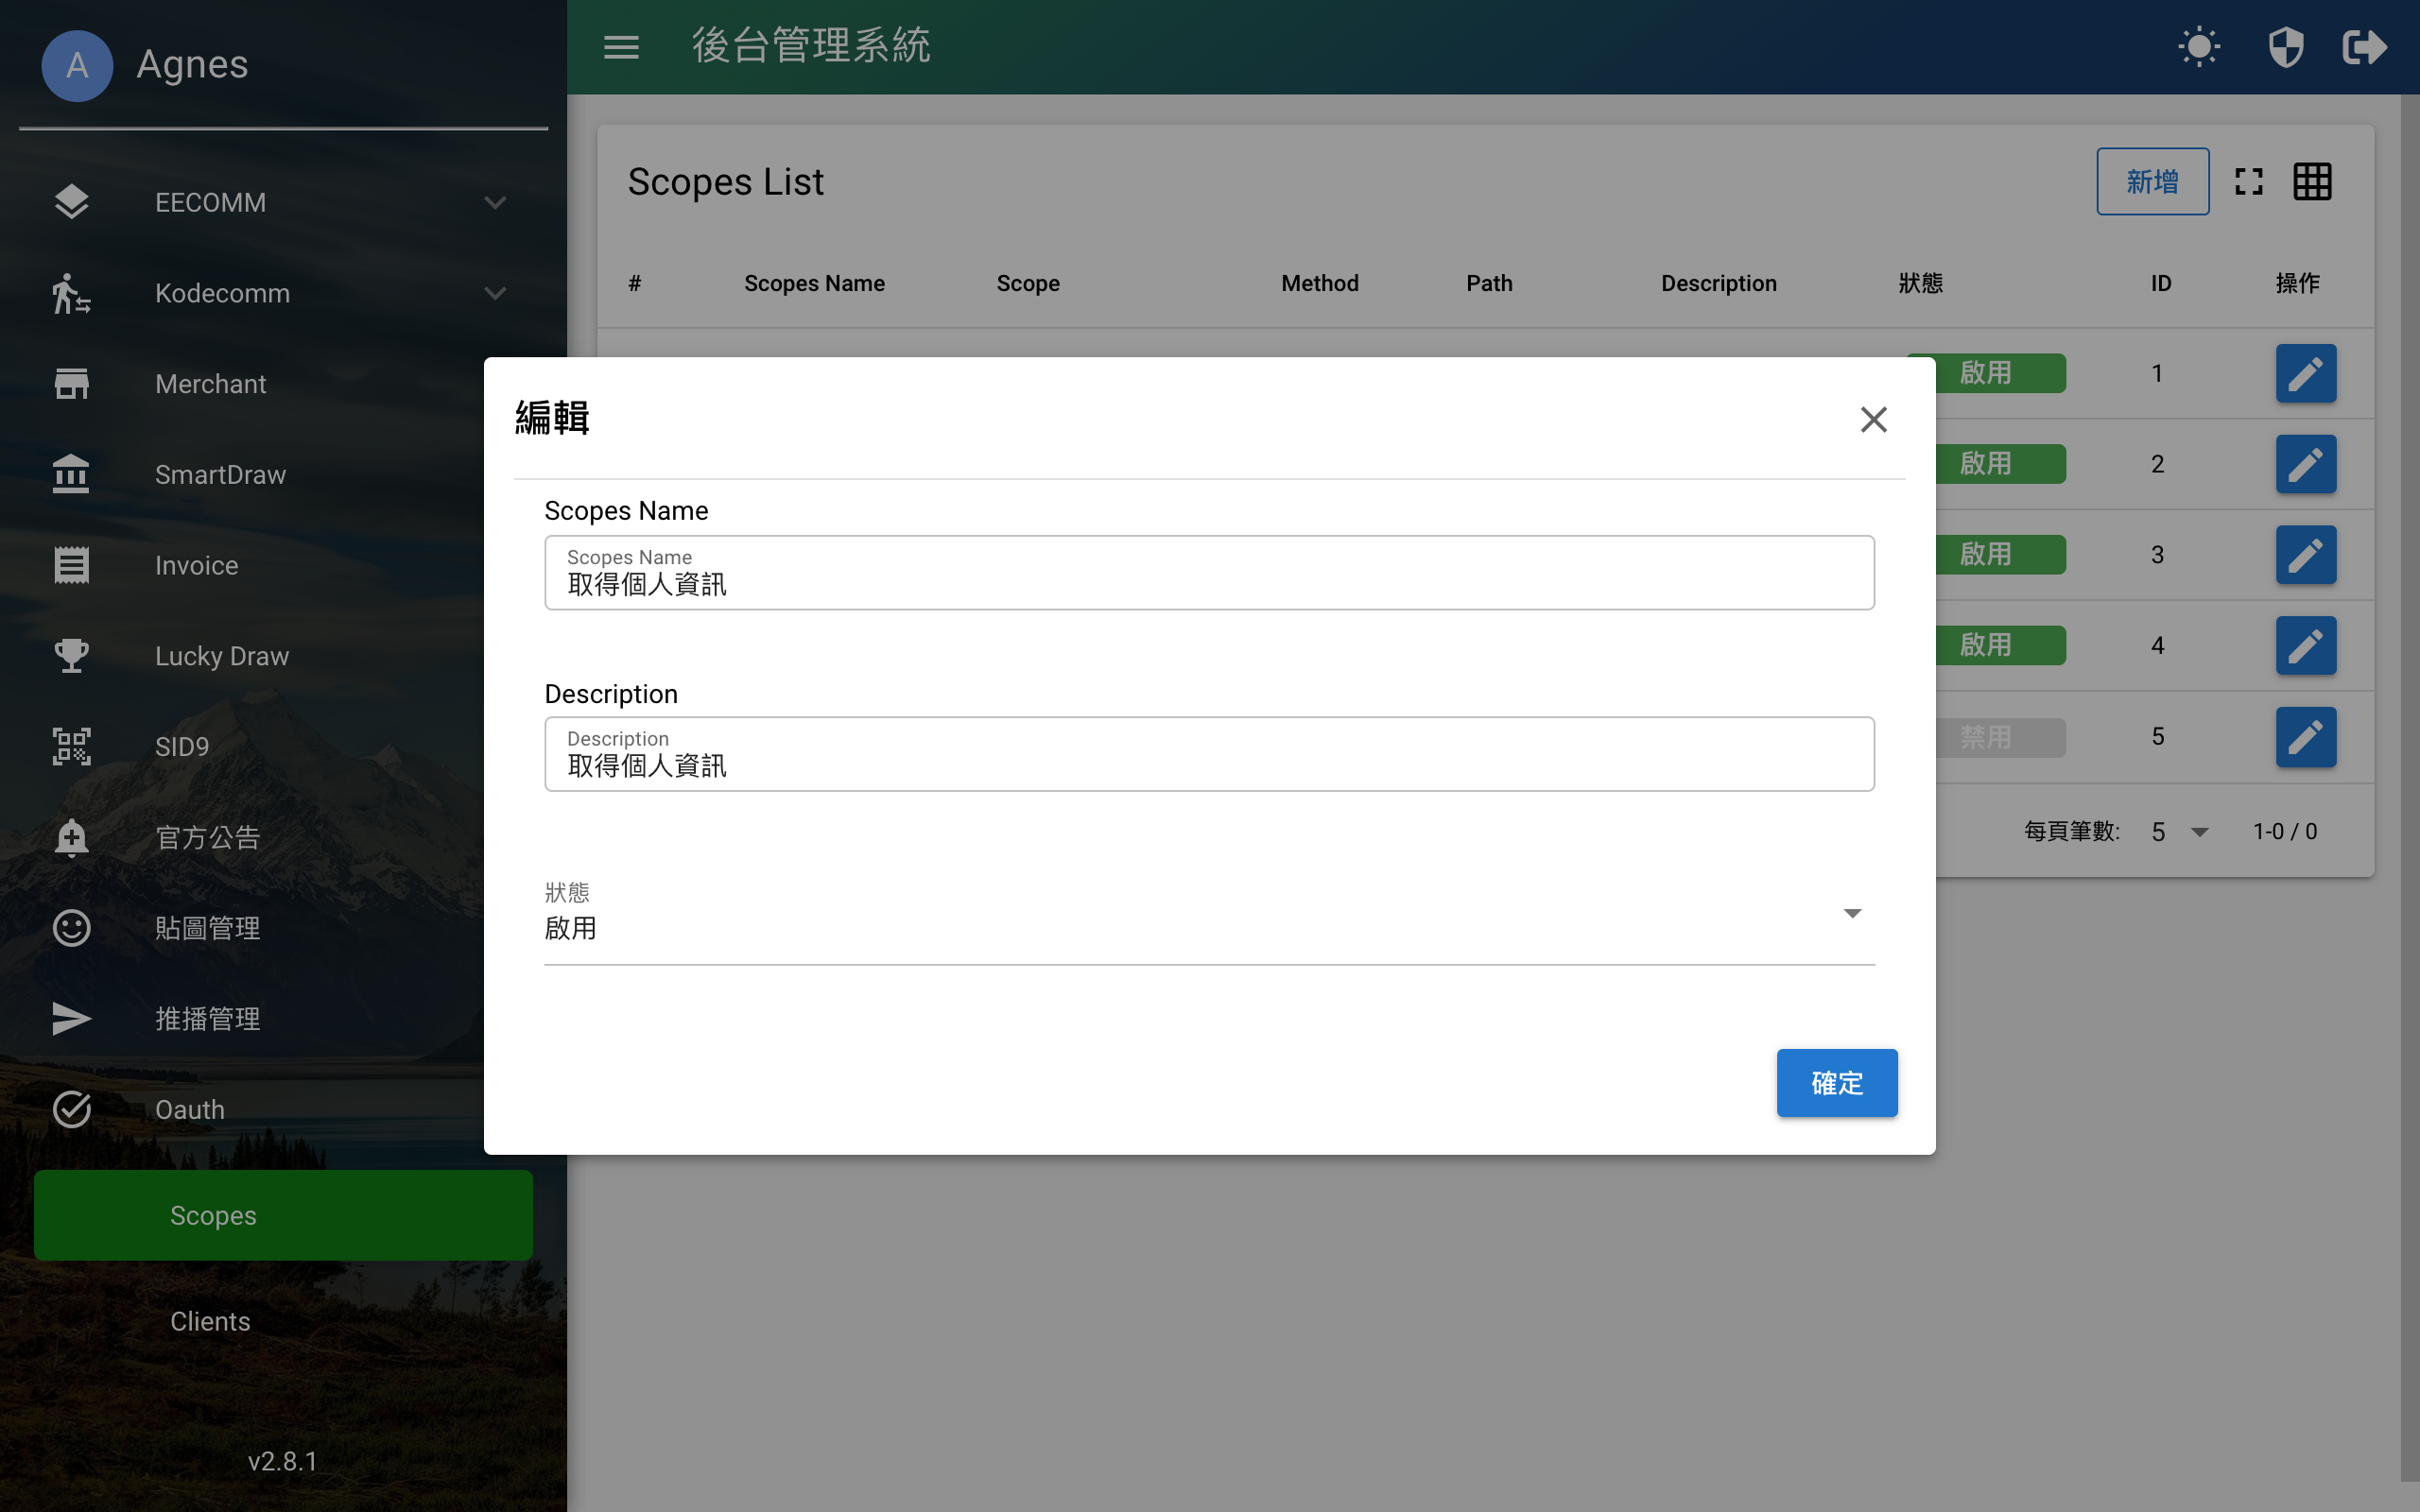 A
Agnes
EECOMM
Kodecomm
Merchant
SmartDraw
Invoice
Lucky Draw
SID9
官方公告
貼圖管理
推播管理
Oauth
Scopes
Clients
v2.8.1
後台管理系統
Scopes List
新增
# Scopes Name Scope Method Path Description 狀態 ID 操作
啟用 1
啟用 2
啟用 3
啟用 4
禁用 5
每頁筆數: 5 1-0 / 0
編輯
Scopes Name
Scopes Name
取得個人資訊
Description
Description
取得個人資訊
狀態
啟用
確定